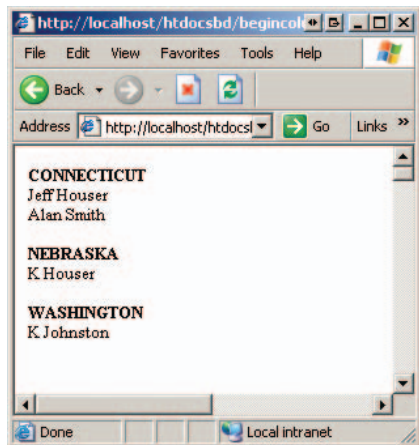 http://localhost/htdocsbd/begincol
File Edit View Favorites Tools Help
Back
Address http://localhost/htdocsl Go Links »
CONNECTICUT
Jeff Houser
Alan Smith
NEBRASKA
K Houser
WASHINGTON
K Johnston
Done Local intranet